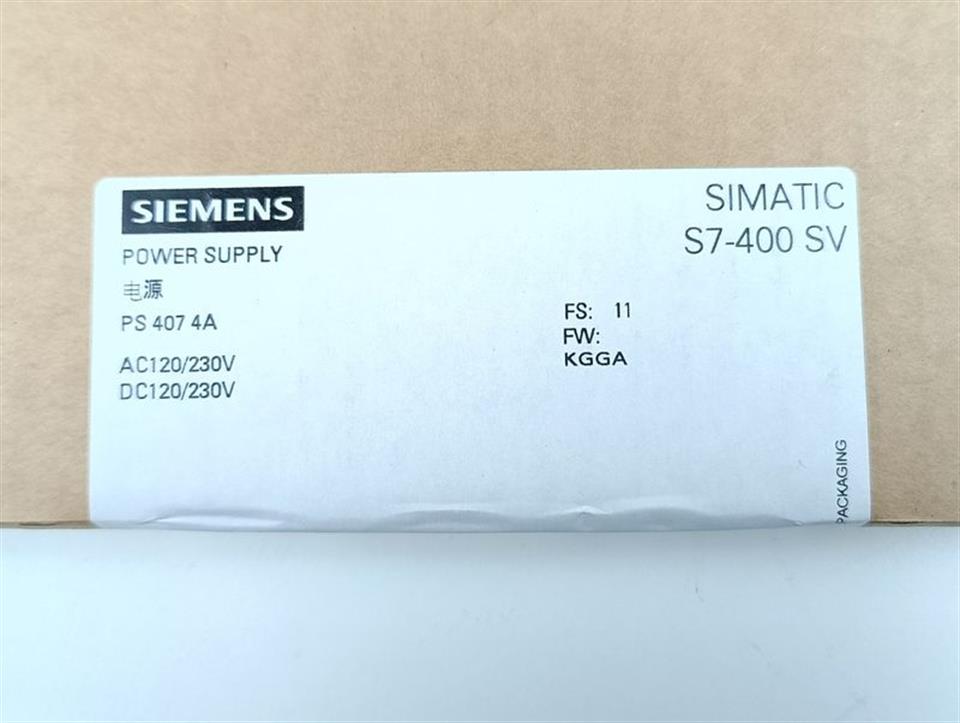 SIEMENS
POWER SUPPLY
电源
PS 407 4A
AC120/230V
DC120/230V
SIMATIC
S7-400 SV
FS: 11
FW:
KGGA
PACKAGING